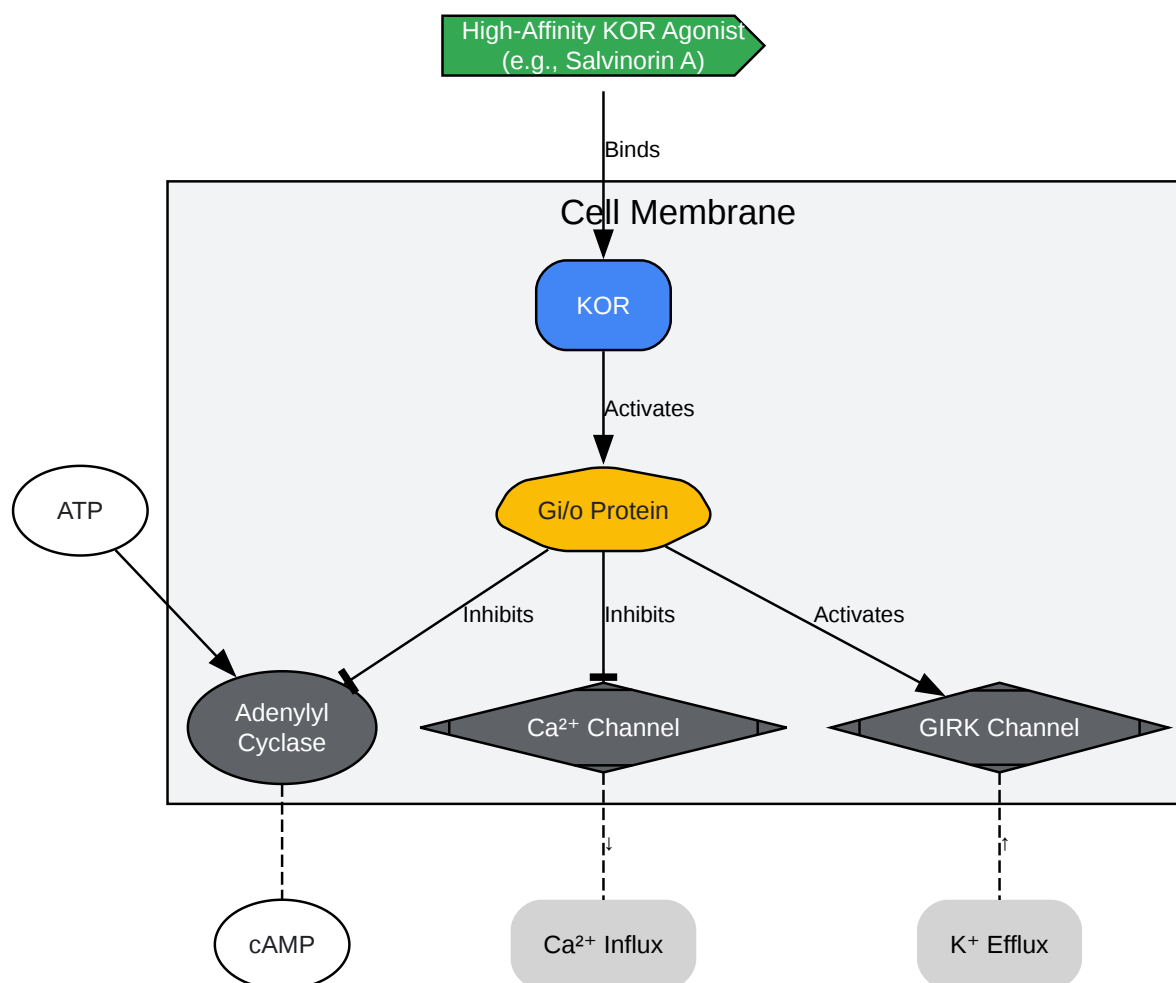 High-Affinity KOR Agonist
(e.g., Salvinorin A)
Binds
Cell Membrane
KOR
Activates
ATP
Gi/o Protein
Inhibits
Inhibits
Activates
Adenylyl
Cyclase
Ca²⁺ Channel
GIRK Channel
↓
↑
cAMP
Ca²⁺ Influx
K⁺ Efflux